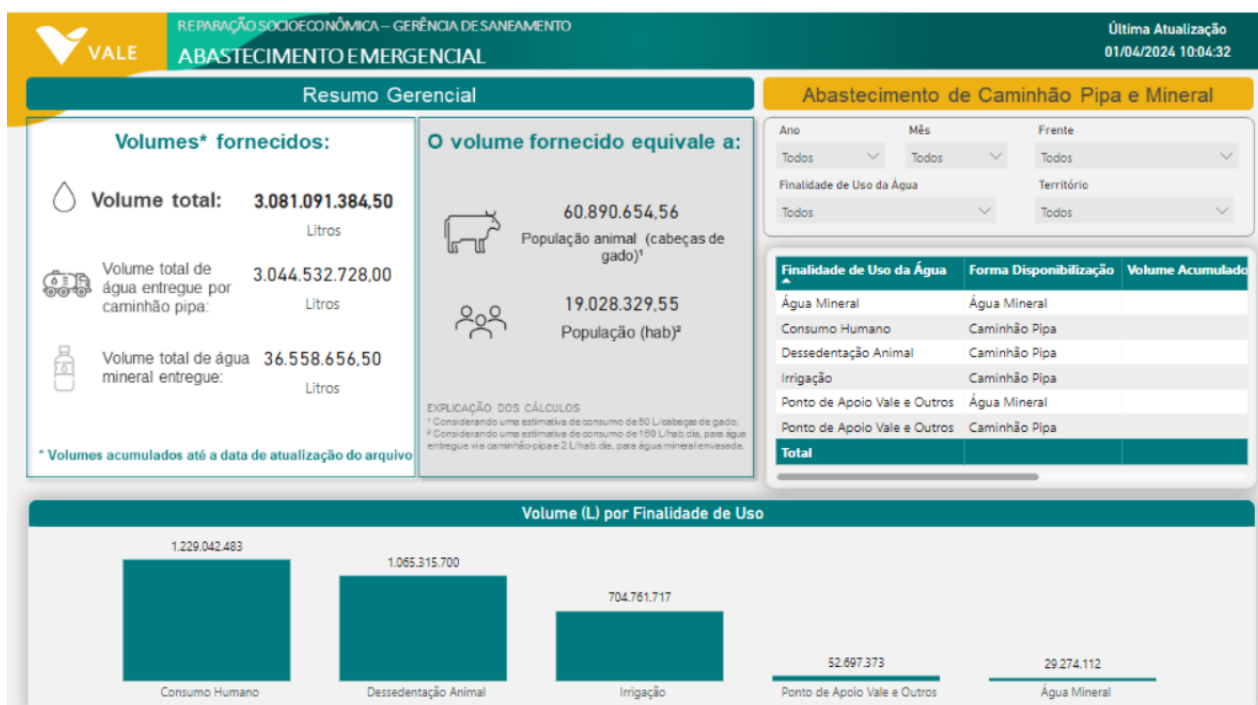 VALE
REPARAÇÃO SOCIOECONÔMICA – GERÊNCIA DE SANEAMENTO
ABASTECIMENTO EMERGENCIAL
Última Atualização
01/04/2024 10:04:32
Resumo Gerencial
Volumes* fornecidos:
Volume total:
3.081.091.384,50
Litros
Volume total de
água entregue por
caminhão pipa:
3.044.532.728,00
Litros
Volume total de água
mineral entregue:
36.558.656,50
Litros
* Volumes acumulados até a data de atualização do arquivo
O volume fornecido equivale a:
60.890.654,56
População animal (cabeças de
gado)¹
19.028.329,55
População (hab)²
EXPLICAÇÃO DOS CÁLCULOS
¹ Considerando uma estimativa de consumo de 50 L/cabeças de gado;
² Considerando uma estimativa de consumo de 160 L/hab.dia, para água
entregue via caminhão-pipa e 2 L/hab.dia, para água mineral envasada.
Abastecimento de Caminhão Pipa e Mineral
Ano Mês Frente
Todos Todos Todos
Finalidade de Uso da Água Território
Todos Todos
Finalidade de Uso da Água Forma Disponibilização Volume Acumulado
Água Mineral Água Mineral
Consumo Humano Caminhão Pipa
Dessedentação Animal Caminhão Pipa
Irrigação Caminhão Pipa
Ponto de Apoio Vale e Outros Água Mineral
Ponto de Apoio Vale e Outros Caminhão Pipa
Total
Volume (L) por Finalidade de Uso
1.229.042.483
1.065.315.700
704.761.717
52.697.373
29.274.112
Consumo Humano Dessedentação Animal Irrigação Ponto de Apoio Vale e Outros Água Mineral